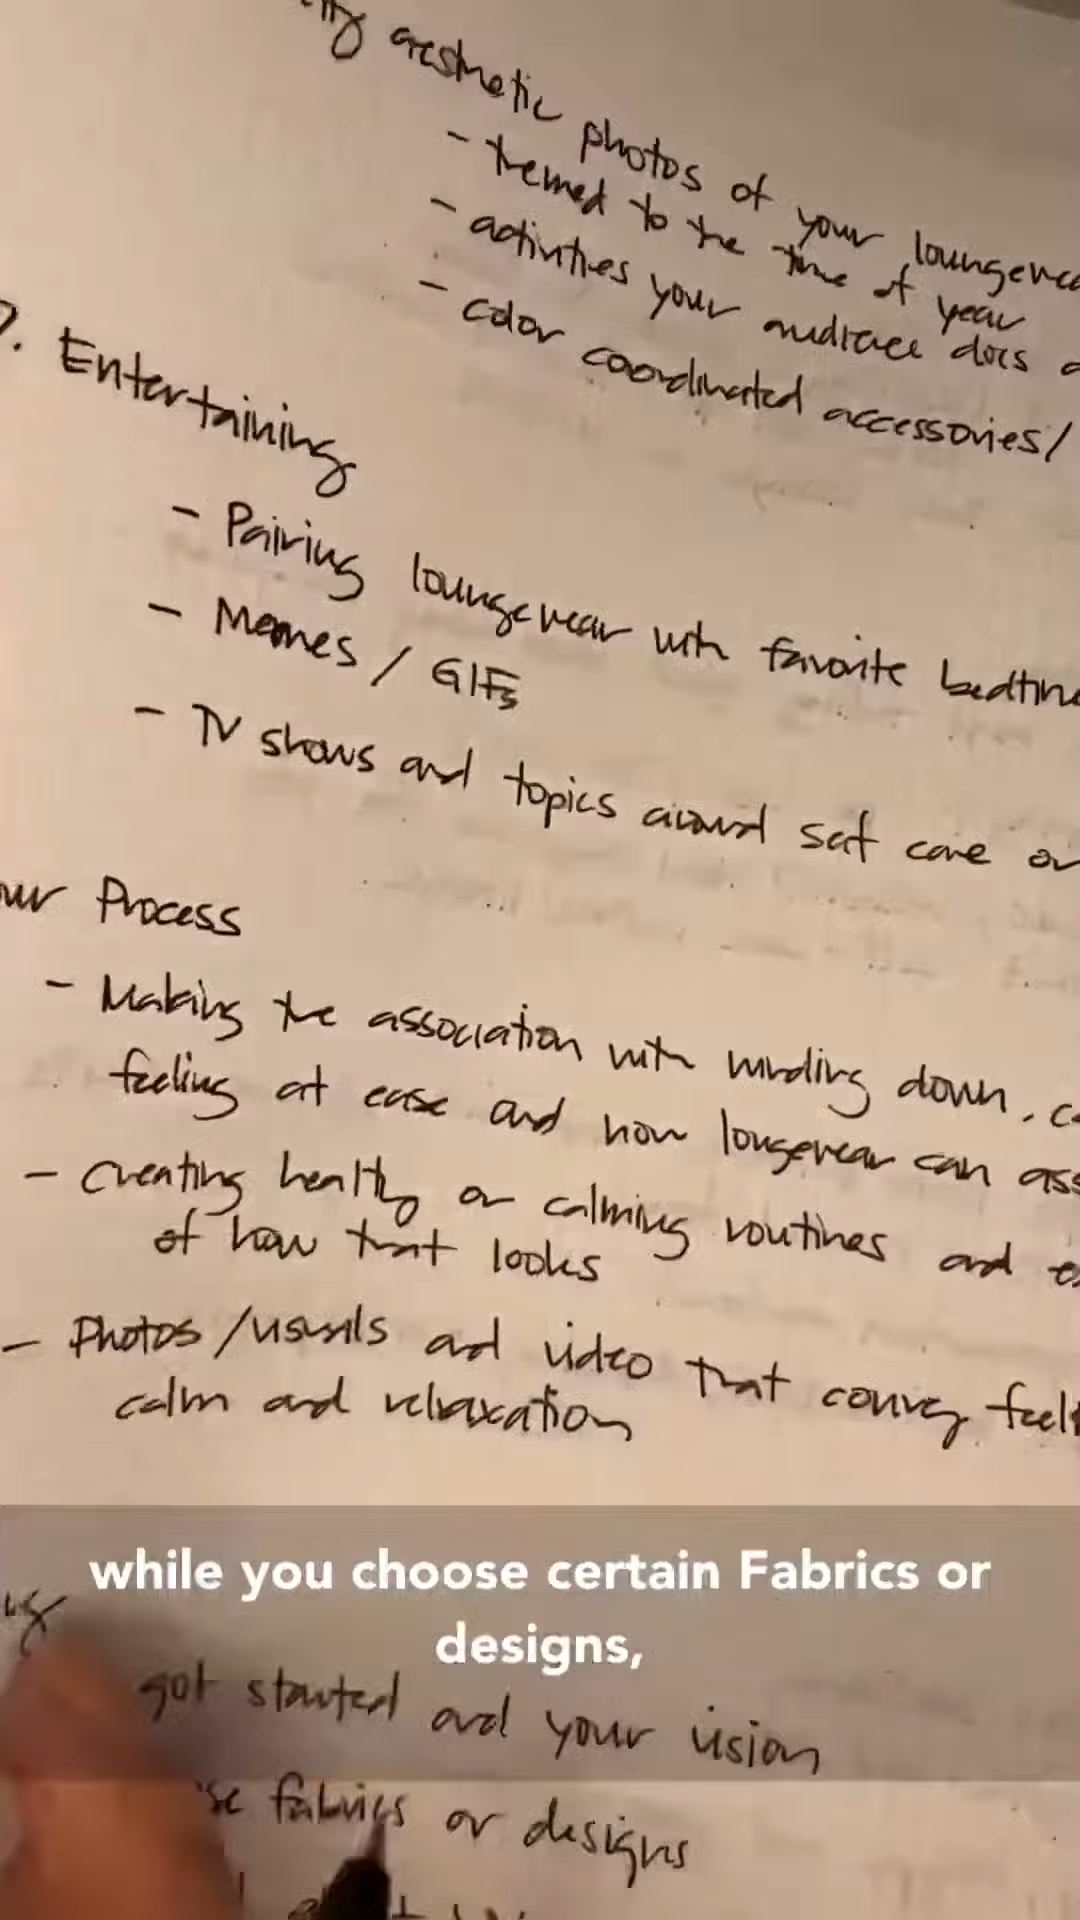 aesthetic photos of your loungewea
- themed to the time of year
- activities your audience does
- color coordinated accessories/
. Entertaining
- Pairing loungewear with favorite bedtim
- Memes / GIFs
- TV shows and topics around self care or
our Process
- Making the association with winding down,
feeling at ease and how loungewear can ass
- Creating healthy or calming routines and
of how that looks
- Photos/visuals and video that convey feel
calm and relaxation
while you choose certain Fabrics or
designs,
got started and your vision
fabrics or designs